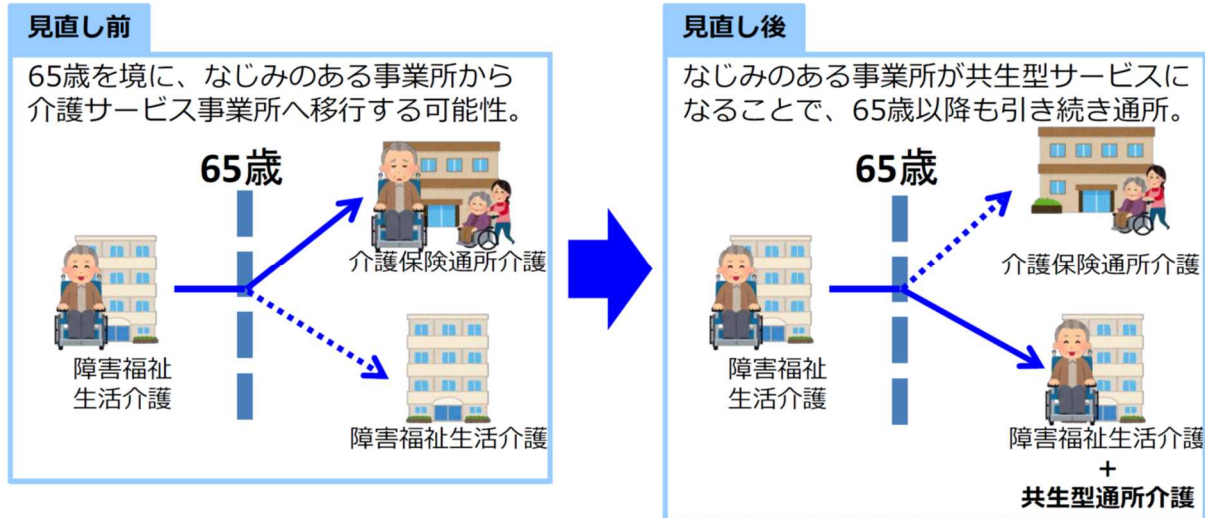 見直し前
65歳を境に、なじみのある事業所から
介護サービス事業所へ移行する可能性。
65歳
介護保険通所介護
障害福祉
生活介護
障害福祉生活介護
見直し後
なじみのある事業所が共生型サービスに
なることで、65歳以降も引き続き通所。
65歳
介護保険通所介護
障害福祉
生活介護
障害福祉生活介護
+
共生型通所介護